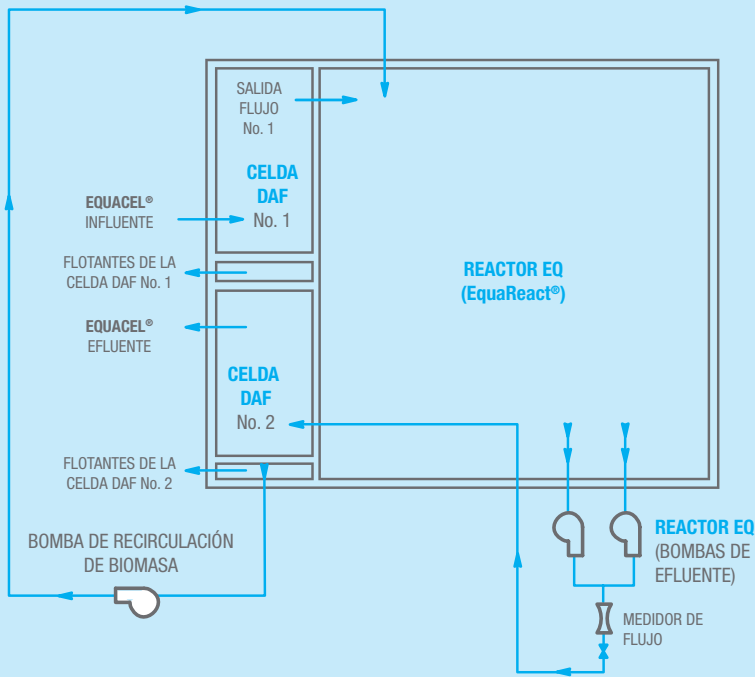 SALIDA
FLUJO
No. 1
CELDA
DAF
No. 1
EQUACEL®
INFLUENTE
FLOTANTES DE LA
CELDA DAF No. 1
EQUACEL®
EFLUENTE
CELDA
DAF
No. 2
FLOTANTES DE LA
CELDA DAF No. 2
BOMBA DE RECIRCULACIÓN
DE BIOMASA
REACTOR EQ
(EquaReact®)
REACTOR EQ
(BOMBAS DE
EFLUENTE)
MEDIDOR DE
FLUJO